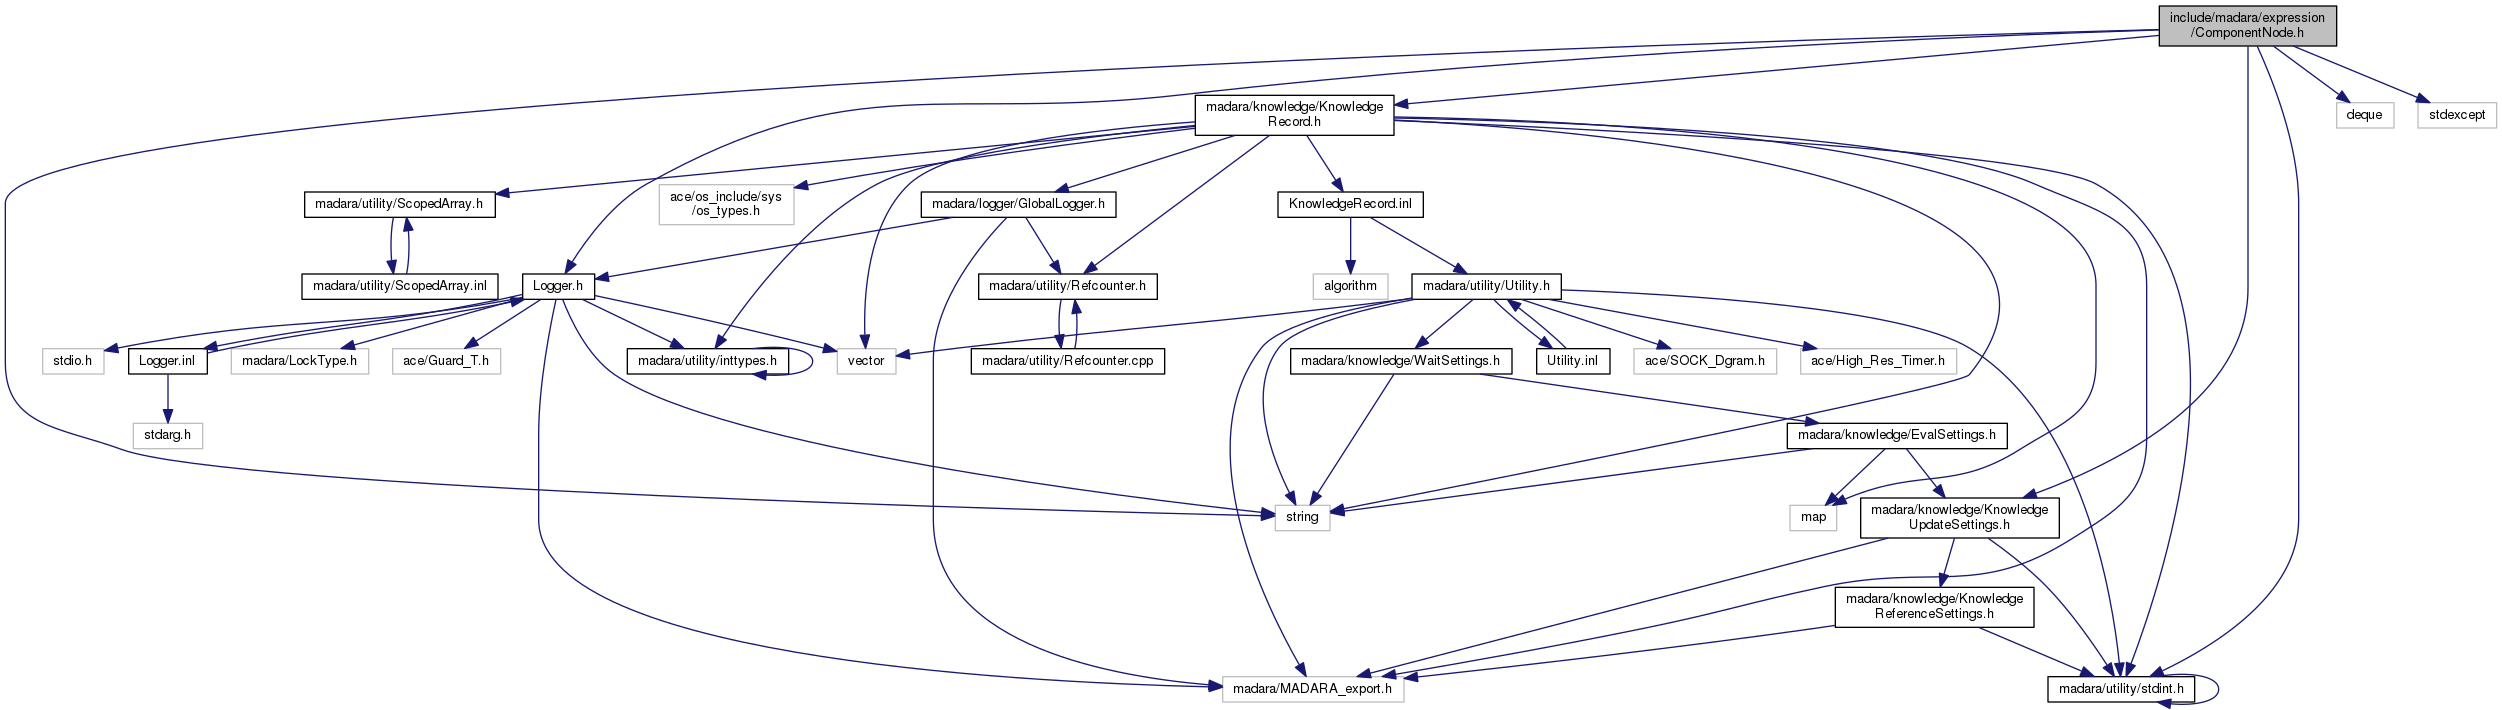 include/madara/expression
/ComponentNode.h
madara/knowledge/Knowledge
Record.h
deque
stdexcept
madara/utility/ScopedArray.h
ace/os_include/sys
/os_types.h
madara/logger/GlobalLogger.h
KnowledgeRecord.inl
madara/utility/ScopedArray.inl
Logger.h
madara/utility/Refcounter.h
algorithm
madara/utility/Utility.h
stdio.h
Logger.inl
madara/LockType.h
ace/Guard_T.h
madara/utility/inttypes.h
vector
madara/utility/Refcounter.cpp
madara/knowledge/WaitSettings.h
Utility.inl
ace/SOCK_Dgram.h
ace/High_Res_Timer.h
stdarg.h
madara/knowledge/EvalSettings.h
string
map
madara/knowledge/Knowledge
UpdateSettings.h
madara/knowledge/Knowledge
ReferenceSettings.h
madara/MADARA_export.h
madara/utility/stdint.h